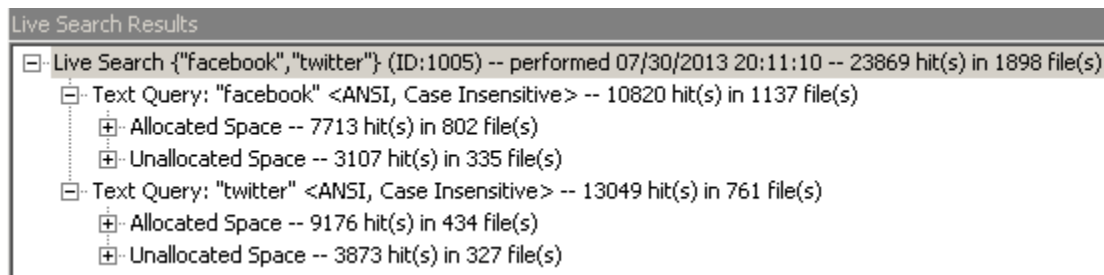 Live Search Results
Live Search {"facebook","twitter"} (ID:1005) -- performed 07/30/2013 20:11:10 -- 23869 hit(s) in 1898 file(s)
Text Query: "facebook" <ANSI, Case Insensitive> -- 10820 hit(s) in 1137 file(s)
Allocated Space -- 7713 hit(s) in 802 file(s)
Unallocated Space -- 3107 hit(s) in 335 file(s)
Text Query: "twitter" <ANSI, Case Insensitive> -- 13049 hit(s) in 761 file(s)
Allocated Space -- 9176 hit(s) in 434 file(s)
Unallocated Space -- 3873 hit(s) in 327 file(s)